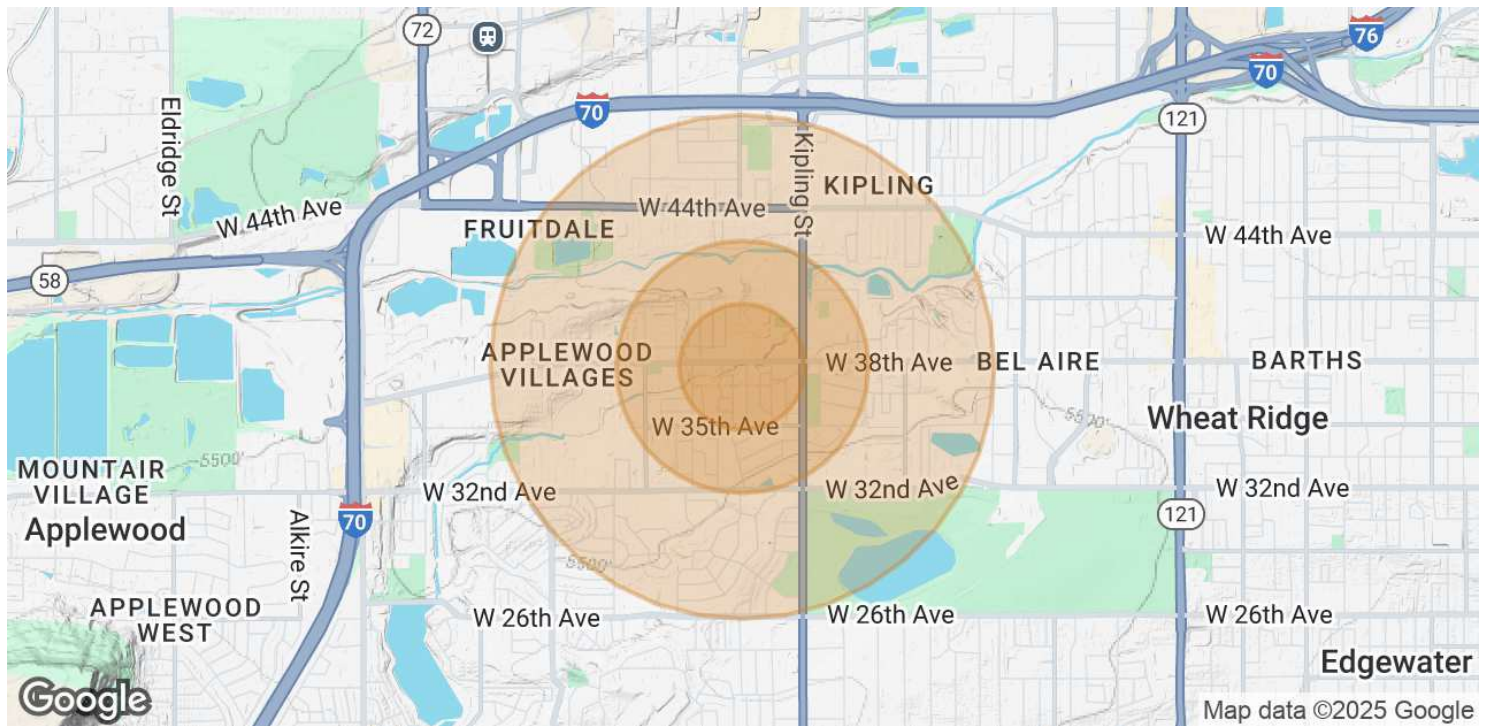 72
76
70
70
Eldridge St
121
Kipling St
KIPLING
W 44th Ave
W 44th Ave
FRUITDALE
W 44th Ave
58
APPLEWOOD
VILLAGES
W 38th Ave
BEL AIRE
BARTHS
W 35th Ave
5500'
Wheat Ridge
5500'
MOUNTAIR
VILLAGE
W 32nd Ave
W 32nd Ave
W 32nd Ave
Applewood
Alkire St
70
121
5500'
APPLEWOOD
WEST
W 26th Ave
W 26th Ave
W 26th Ave
Edgewater
Google
Map data ©2025 Google